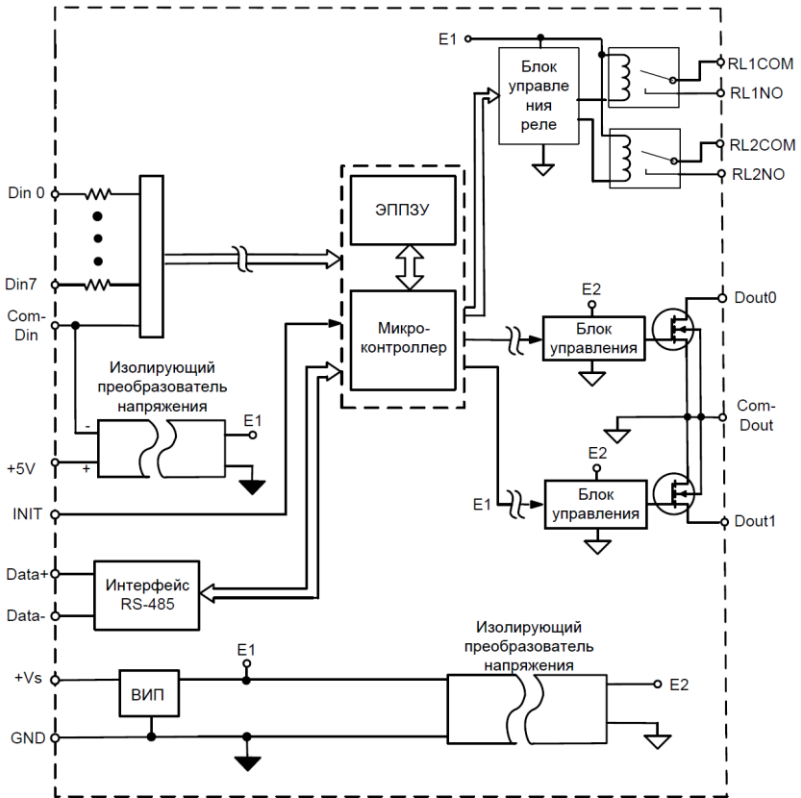 E1
Блок
управле
ния
реле
RL1COM
RL1NO
RL2COM
RL2NO
Din 0
Din7
Com-
Din
ЭППЗУ
Микро-
контроллер
E2
Блок
управления
Dout0
Com-
Dout
E2
Блок
управления
E1
Dout1
Изолирующий
преобразователь
напряжения
-
+
E1
+5V
INIT
Data+
Data-
Интерфейс
RS-485
+Vs
GND
ВИП
E1
Изолирующий
преобразователь
напряжения
E2